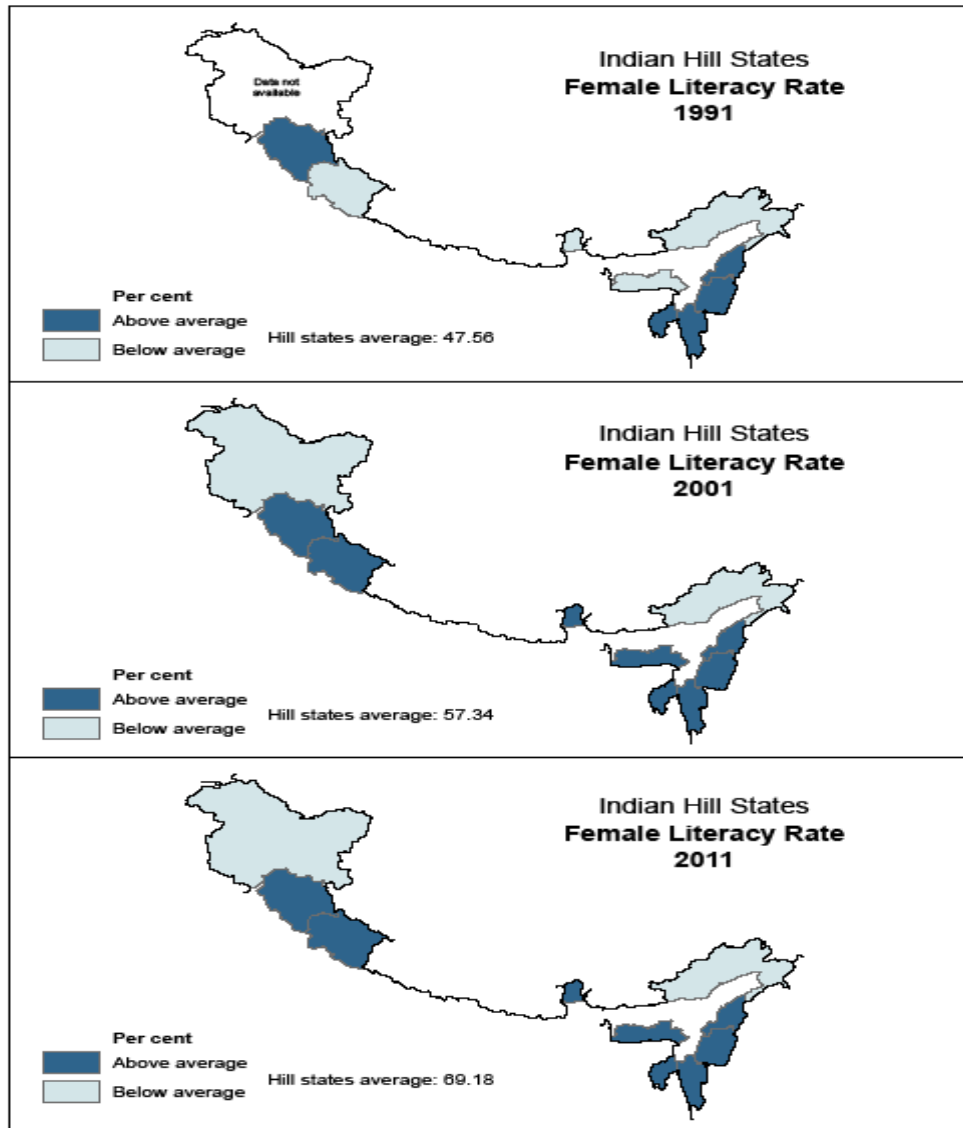 Data not
available
Indian Hill States
Female Literacy Rate
1991
Per cent
Above average
Below average
Hill states average: 47.56
Indian Hill States
Female Literacy Rate
2001
Per cent
Above average
Below average
Hill states average: 57.34
Indian Hill States
Female Literacy Rate
2011
Per cent
Above average
Below average
Hill states average: 69.18